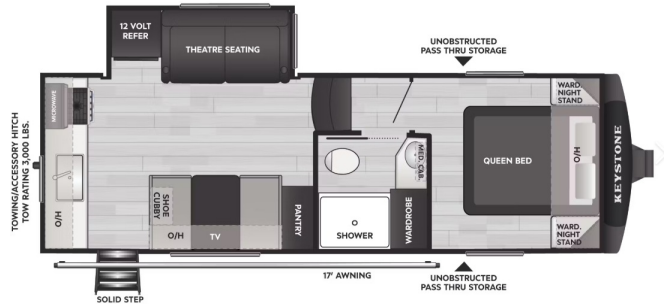 12 VOLT
REFER
THEATRE SEATING
UNOBSTRUCTED
PASS THRU STORAGE
TOWING/ACCESSORY HITCH
TOW RATING 3,000 LBS.
MICROWAVE
O/H
SHOE
CUBBY
O/H
TV
PANTRY
MED. CAB.
SHOWER
WARDROBE
QUEEN BED
WARD.
NIGHT
STAND
O/H
WARD.
NIGHT
STAND
KEYSTONE
17' AWNING
SOLID STEP
UNOBSTRUCTED
PASS THRU STORAGE